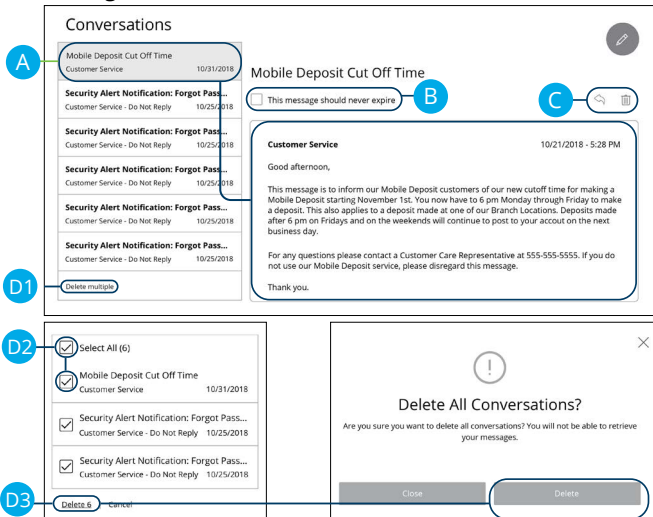 Conversations
A
Mobile Deposit Cut Off Time
Customer Service 10/31/2018
Security Alert Notification: Forgot Pass...
Customer Service - Do Not Reply 10/25/2018
Security Alert Notification: Forgot Pass...
Customer Service - Do Not Reply 10/25/2018
Security Alert Notification: Forgot Pass...
Customer Service - Do Not Reply 10/25/2018
Security Alert Notification: Forgot Pass...
Customer Service - Do Not Reply 10/25/2018
Security Alert Notification: Forgot Pass...
Customer Service - Do Not Reply 10/25/2018
D1
Delete multiple
Mobile Deposit Cut Off Time
This message should never expire
B
C
Customer Service 10/21/2018 - 5:28 PM
Good afternoon,
This message is to inform our Mobile Deposit customers of our new cutoff time for making a
Mobile Deposit starting November 1st. You now have to 6 pm Monday through Friday to make
a deposit. This also applies to a deposit made at one of our Branch Locations. Deposits made
after 6 pm on Fridays and on the weekends will continue to post to your accout on the next
business day.
For any questions please contact a Customer Care Representative at 555-555-5555. If you do
not use our Mobile Deposit service, please disregard this message.
Thank you.
D2
Select All (6)
Mobile Deposit Cut Off Time
Customer Service 10/31/2018
Security Alert Notification: Forgot Pass...
Customer Service - Do Not Reply 10/25/2018
Security Alert Notification: Forgot Pass...
Customer Service - Do Not Reply 10/25/2018
D3
Delete 6 Cancel
Delete All Conversations?
Are you sure you want to delete all conversations? You will not be able to retrieve
your messages.
Close
Delete